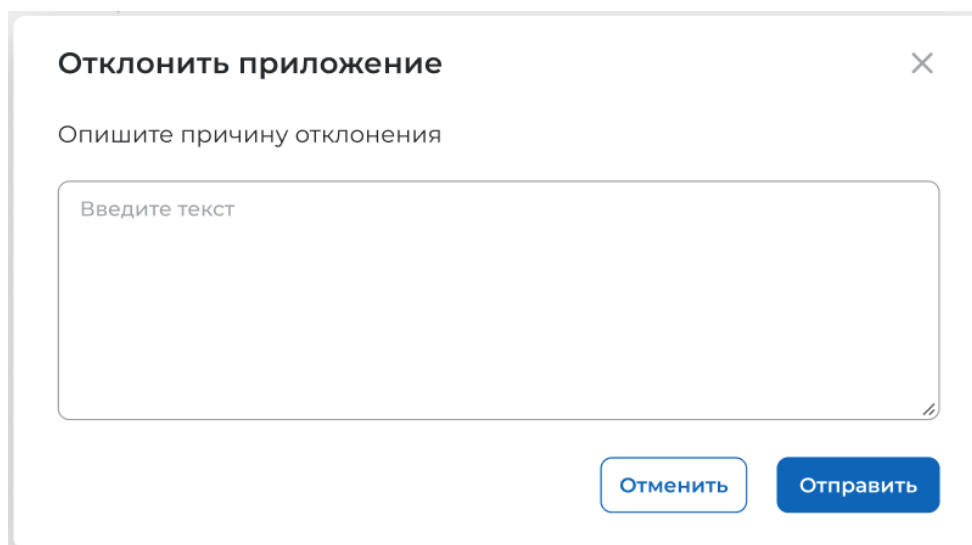 Отклонить приложение
Опишите причину отклонения
Введите текст
Отменить
Отправить